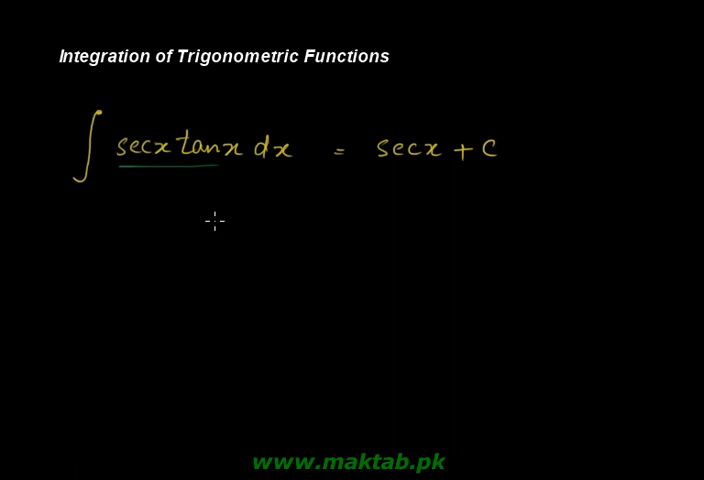 Integration of Trigonometric Functions
∫ secx tanx dx = secx + c
www.maktab.pk